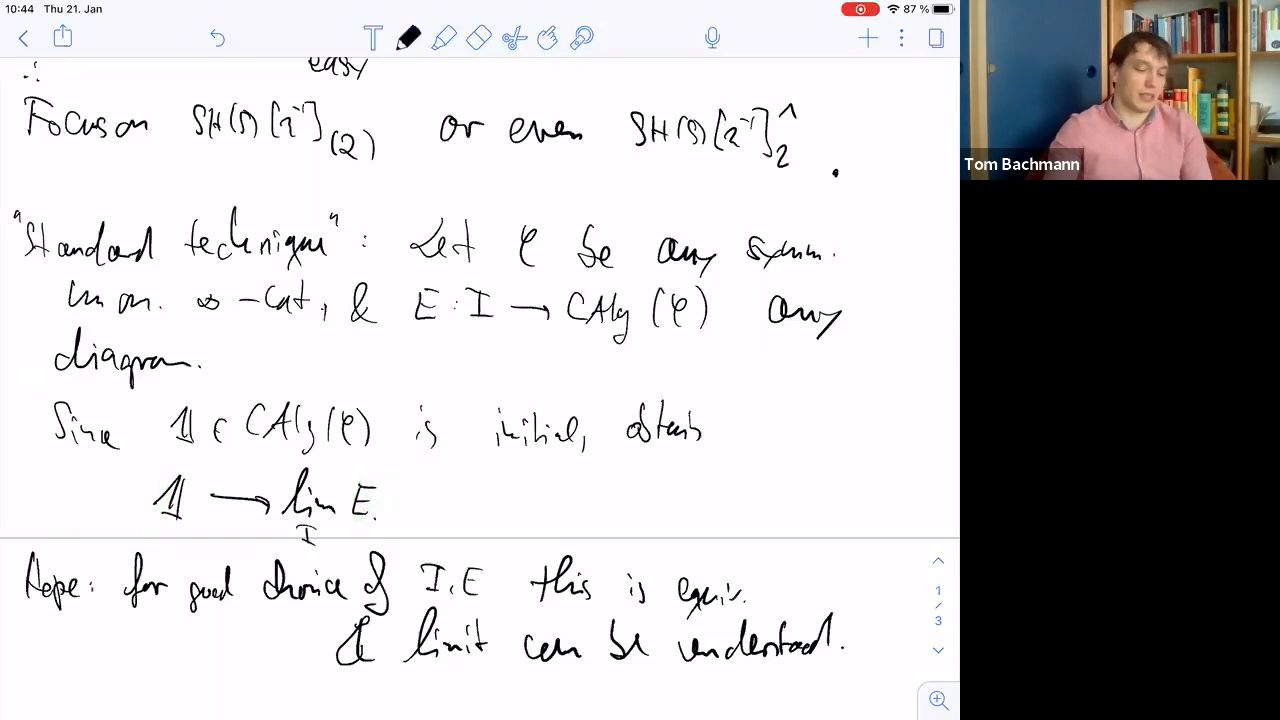 10:44 Thu 21. Jan
87 %
∴ easy
Focus on SH(S)[η⁻¹]₍₂₎ or even SH(S)[η⁻¹]₂^ .
Tom Bachmann
"Standard technique" : Let 𝒞 be any symm.
mon. ∞-cat, & E : I → CAlg(𝒞) any
diagram.
Since 𝟙 ∈ CAlg(𝒞) is initial, obtain
𝟙 ⟶ lim E.
I
Hope: for good choice of I, E this is equiv.
& limit can be understood.
1
/
3